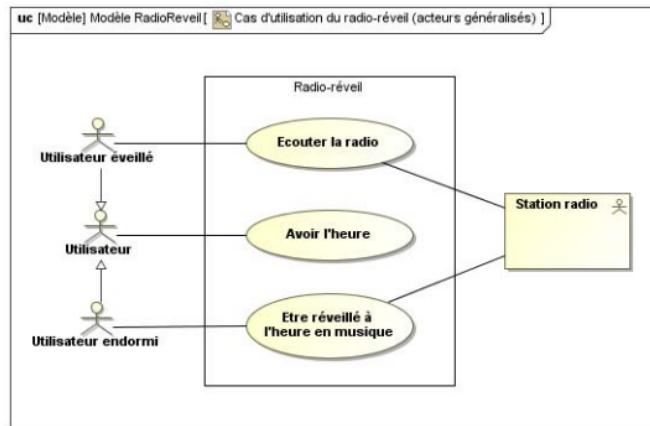 uc [Modèle] Modèle RadioReveil [ Cas d'utilisation du radio-réveil (acteurs généralisés) ]
Radio-réveil
Ecouter la radio
Utilisateur éveillé
Station radio
Avoir l'heure
Utilisateur
Etre réveillé à
l'heure en musique
Utilisateur endormi